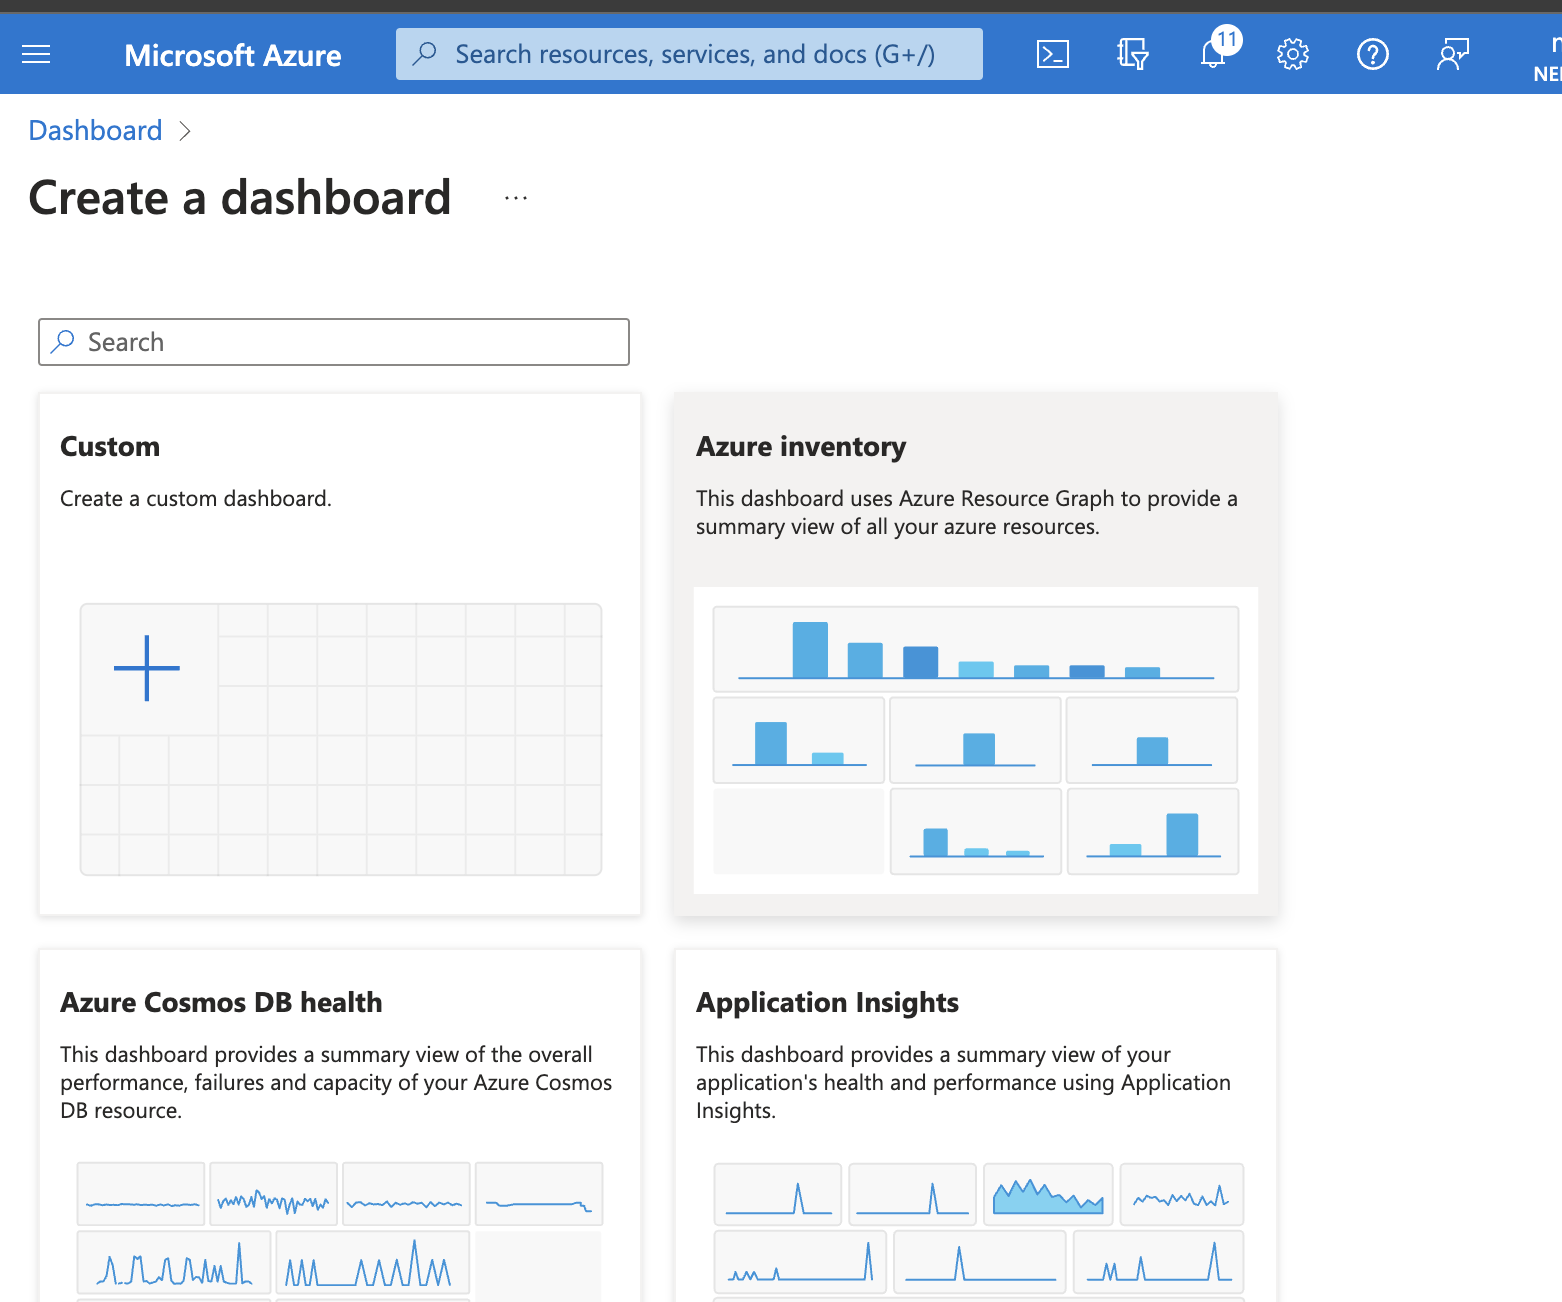 Microsoft Azure
Search resources, services, and docs (G+/)
11
Dashboard
Create a dashboard
...
Search
Custom
Create a custom dashboard.
Azure inventory
This dashboard uses Azure Resource Graph to provide a
summary view of all your azure resources.
Azure Cosmos DB health
This dashboard provides a summary view of the overall
performance, failures and capacity of your Azure Cosmos
DB resource.
Application Insights
This dashboard provides a summary view of your
application's health and performance using Application
Insights.